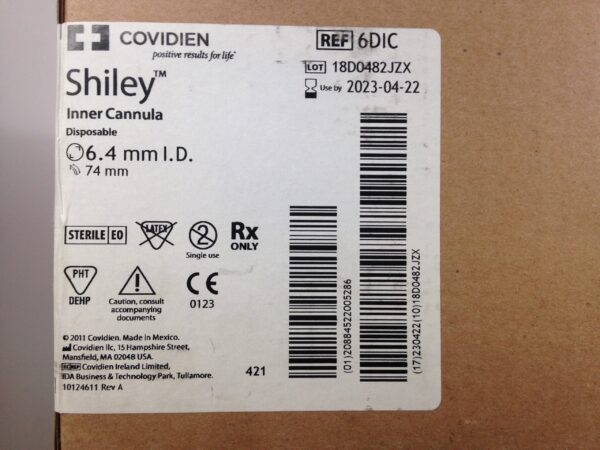 COVIDIEN
positive results for life™
REF 6DIC
LOT 18D0482JZX
Use by 2023-04-22
Shiley™
Inner Cannula
Disposable
6.4 mm I.D.
74 mm
STERILE EO
LATEX
2
Single use
Rx
ONLY
PHT
DEHP
Caution, consult
accompanying
documents
CE
0123
© 2011 Covidien. Made in Mexico.
Covidien llc, 15 Hampshire Street,
Mansfield, MA 02048 USA.
Covidien Ireland Limited,
IDA Business & Technology Park, Tullamore.
10124611 Rev A
421
(01)20884522005286
(17)230422(10)18D0482JZX